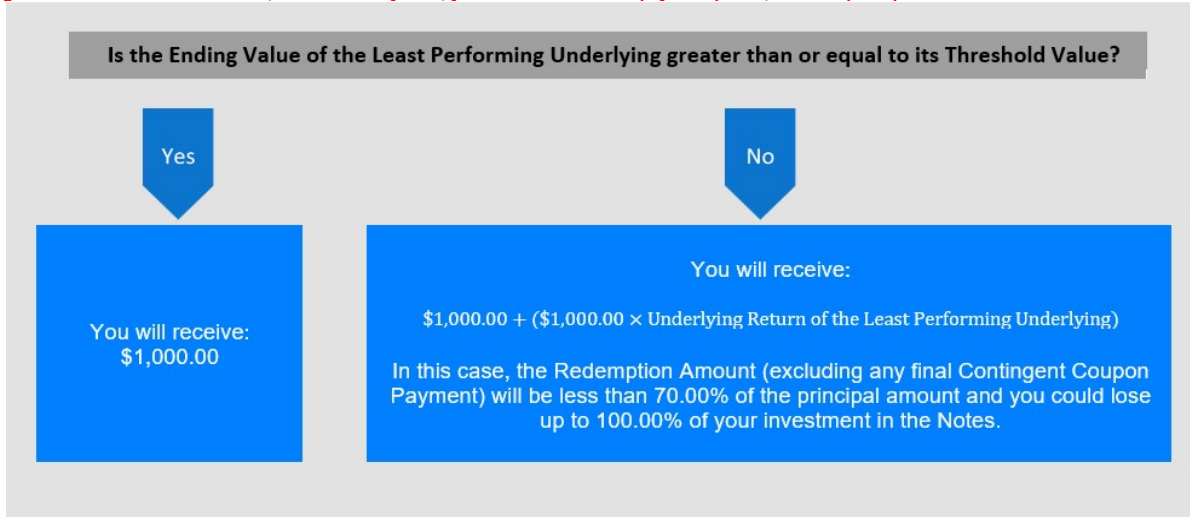 Is the Ending Value of the Least Performing Underlying greater than or equal to its Threshold Value?
Yes
No
You will receive:
$1,000.00
You will receive:
$1,000.00 + ($1,000.00 × Underlying Return of the Least Performing Underlying)
In this case, the Redemption Amount (excluding any final Contingent Coupon
Payment) will be less than 70.00% of the principal amount and you could lose
up to 100.00% of your investment in the Notes.